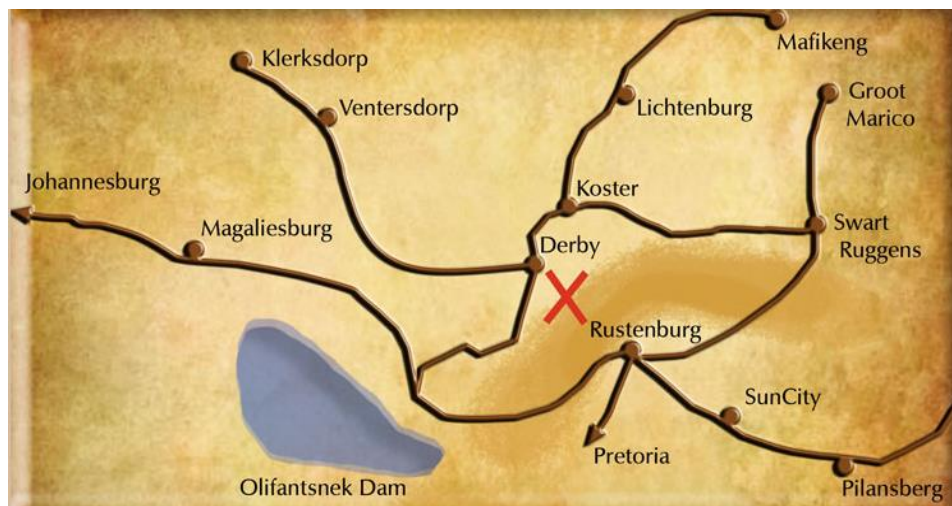 Mafikeng
Klerksdorp
Ventersdorp
Lichtenburg
Groot
Marico
Johannesburg
Koster
Magaliesburg
Derby
Swart
Ruggens
Rustenburg
SunCity
Pretoria
Olifantsnek Dam
Pilansberg